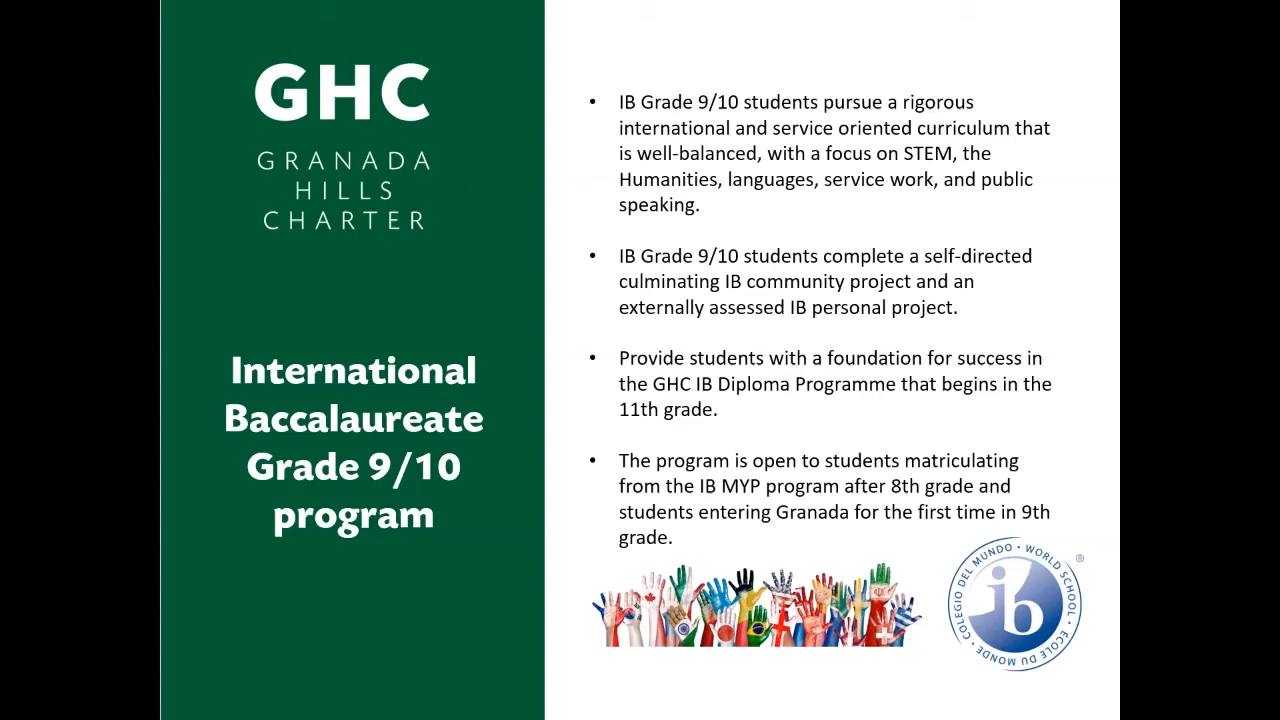 GHC
GRANADA
HILLS
CHARTER
International
Baccalaureate
Grade 9/10
program
• IB Grade 9/10 students pursue a rigorous
international and service oriented curriculum that
is well-balanced, with a focus on STEM, the
Humanities, languages, service work, and public
speaking.
• IB Grade 9/10 students complete a self-directed
culminating IB community project and an
externally assessed IB personal project.
• Provide students with a foundation for success in
the GHC IB Diploma Programme that begins in the
11th grade.
• The program is open to students matriculating
from the IB MYP program after 8th grade and
students entering Granada for the first time in 9th
grade.
COLEGIO DEL MUNDO • WORLD SCHOOL • ÉCOLE DU MONDE •
ib
®